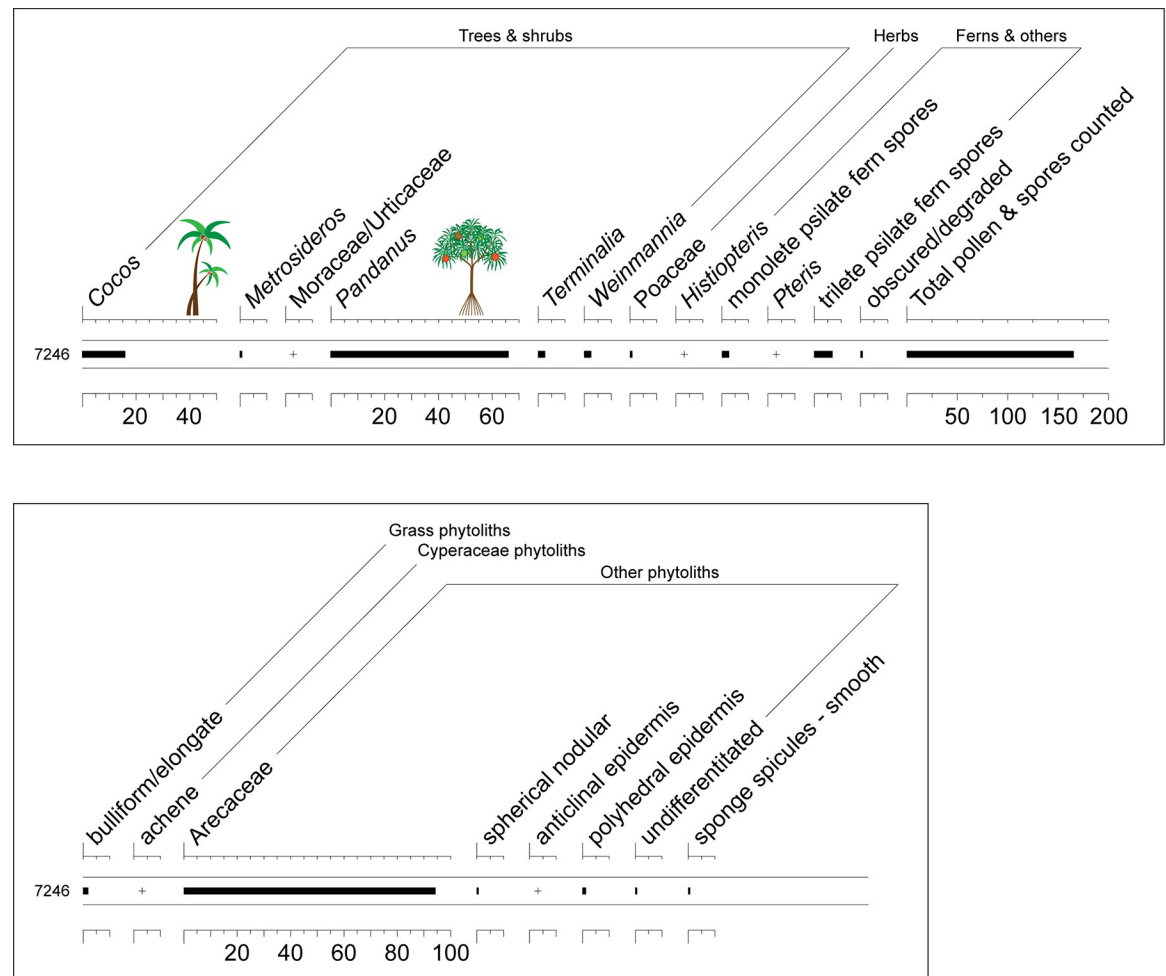 Trees & shrubs
Herbs
Ferns & others
Cocos
Metrosideros
Moraceae/Urticaceae
Pandanus
Terminalia
Weinmannia
Poaceae
Histiopteris
monolete psilate fern spores
Pteris
trilete psilate fern spores
obscured/degraded
Total pollen & spores counted
7246
+ + +
20 40 20 40 60 50 100 150 200
Grass phytoliths
Cyperaceae phytoliths
Other phytoliths
bulliform/elongate
achene
Arecaceae
spherical nodular
anticlinal epidermis
polyhedral epidermis
undifferentitated
sponge spicules - smooth
7246
+ +
20 40 60 80 100